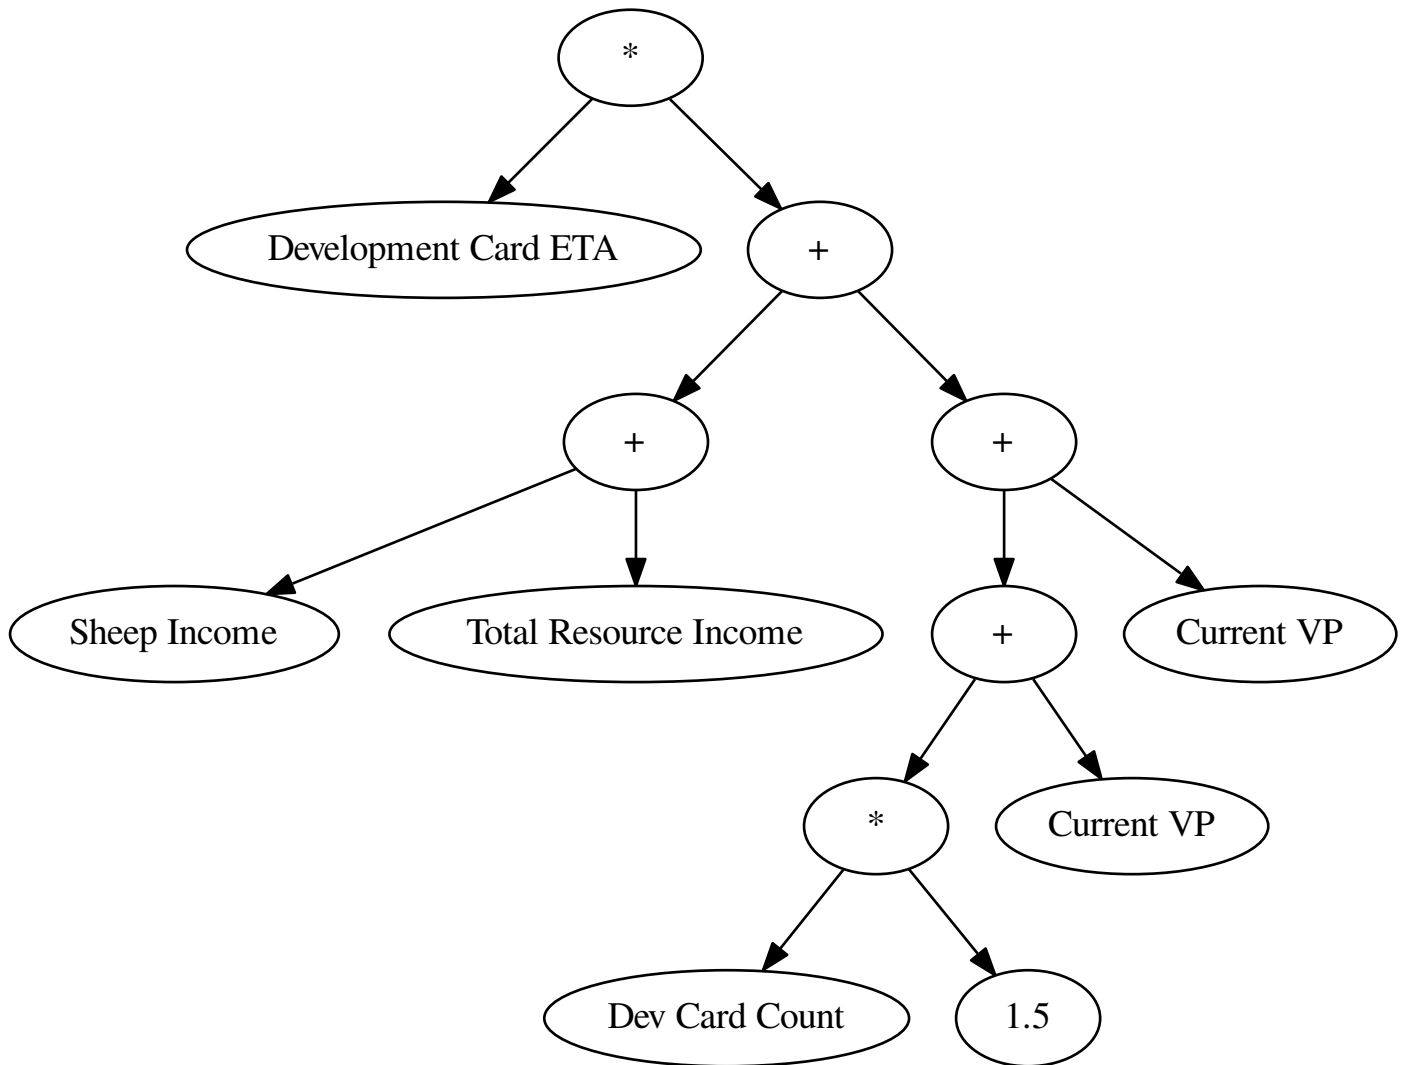 *
Development Card ETA
+
+
+
Sheep Income
Total Resource Income
+
Current VP
*
Current VP
Dev Card Count
1.5